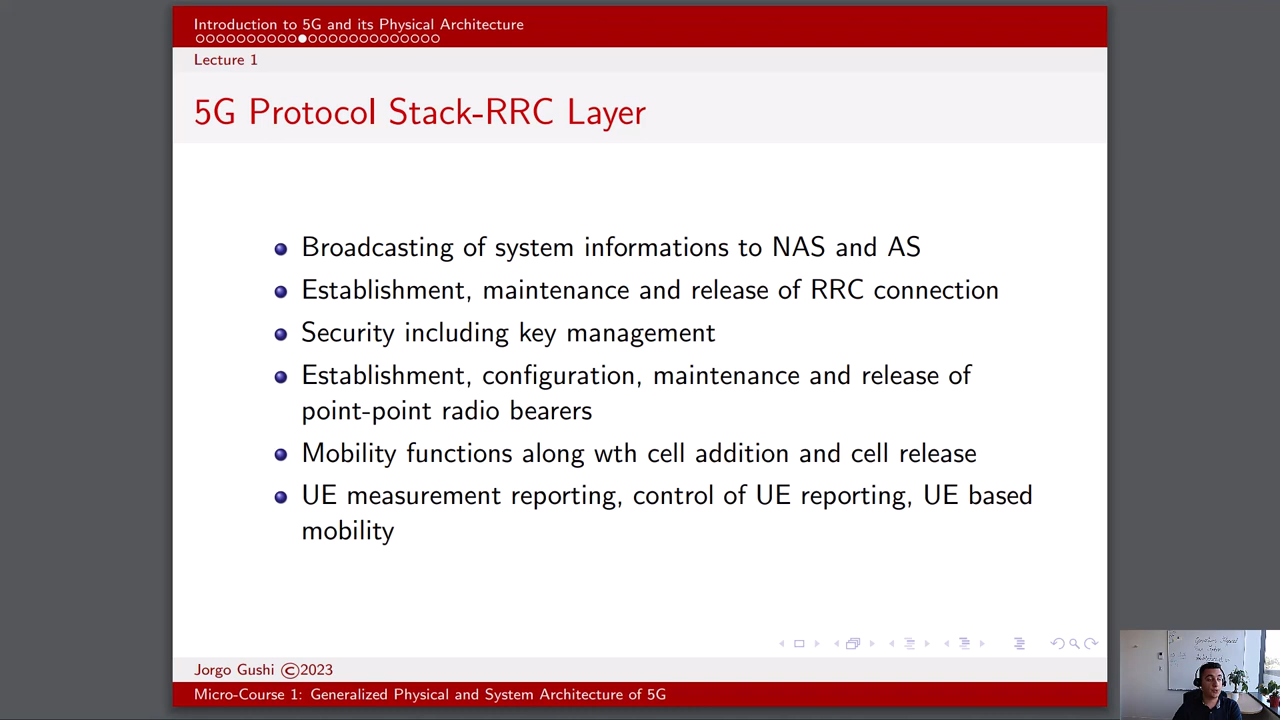 Introduction to 5G and its Physical Architecture
Lecture 1
5G Protocol Stack-RRC Layer
Broadcasting of system informations to NAS and AS
Establishment, maintenance and release of RRC connection
Security including key management
Establishment, configuration, maintenance and release of
point-point radio bearers
Mobility functions along wth cell addition and cell release
UE measurement reporting, control of UE reporting, UE based
mobility
Jorgo Gushi ©2023
Micro-Course 1: Generalized Physical and System Architecture of 5G